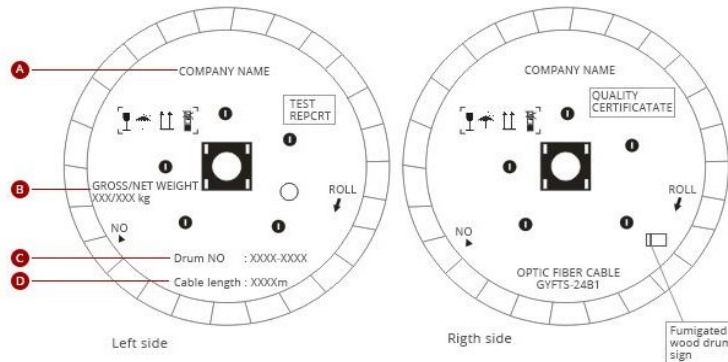 A
COMPANY NAME
TEST
REPCRT
B
GROSS/NET WEIGHT
XXX/XXX kg
ROLL
NO
C
Drum NO : XXXX-XXXX
D
Cable length : XXXXm
Left side
COMPANY NAME
QUALITY
CERTIFICATATE
ROLL
NO
OPTIC FIBER CABLE
GYFTS-24B1
Rigth side
Fumigated
wood drum
sign